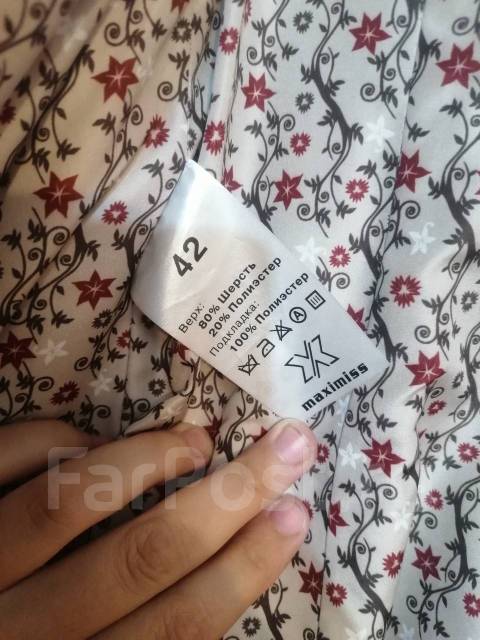 42
Верх:
80% Шерсть
20% Полиэстер
Подкладка:
100% Полиэстер
A
maximiss
FarPost